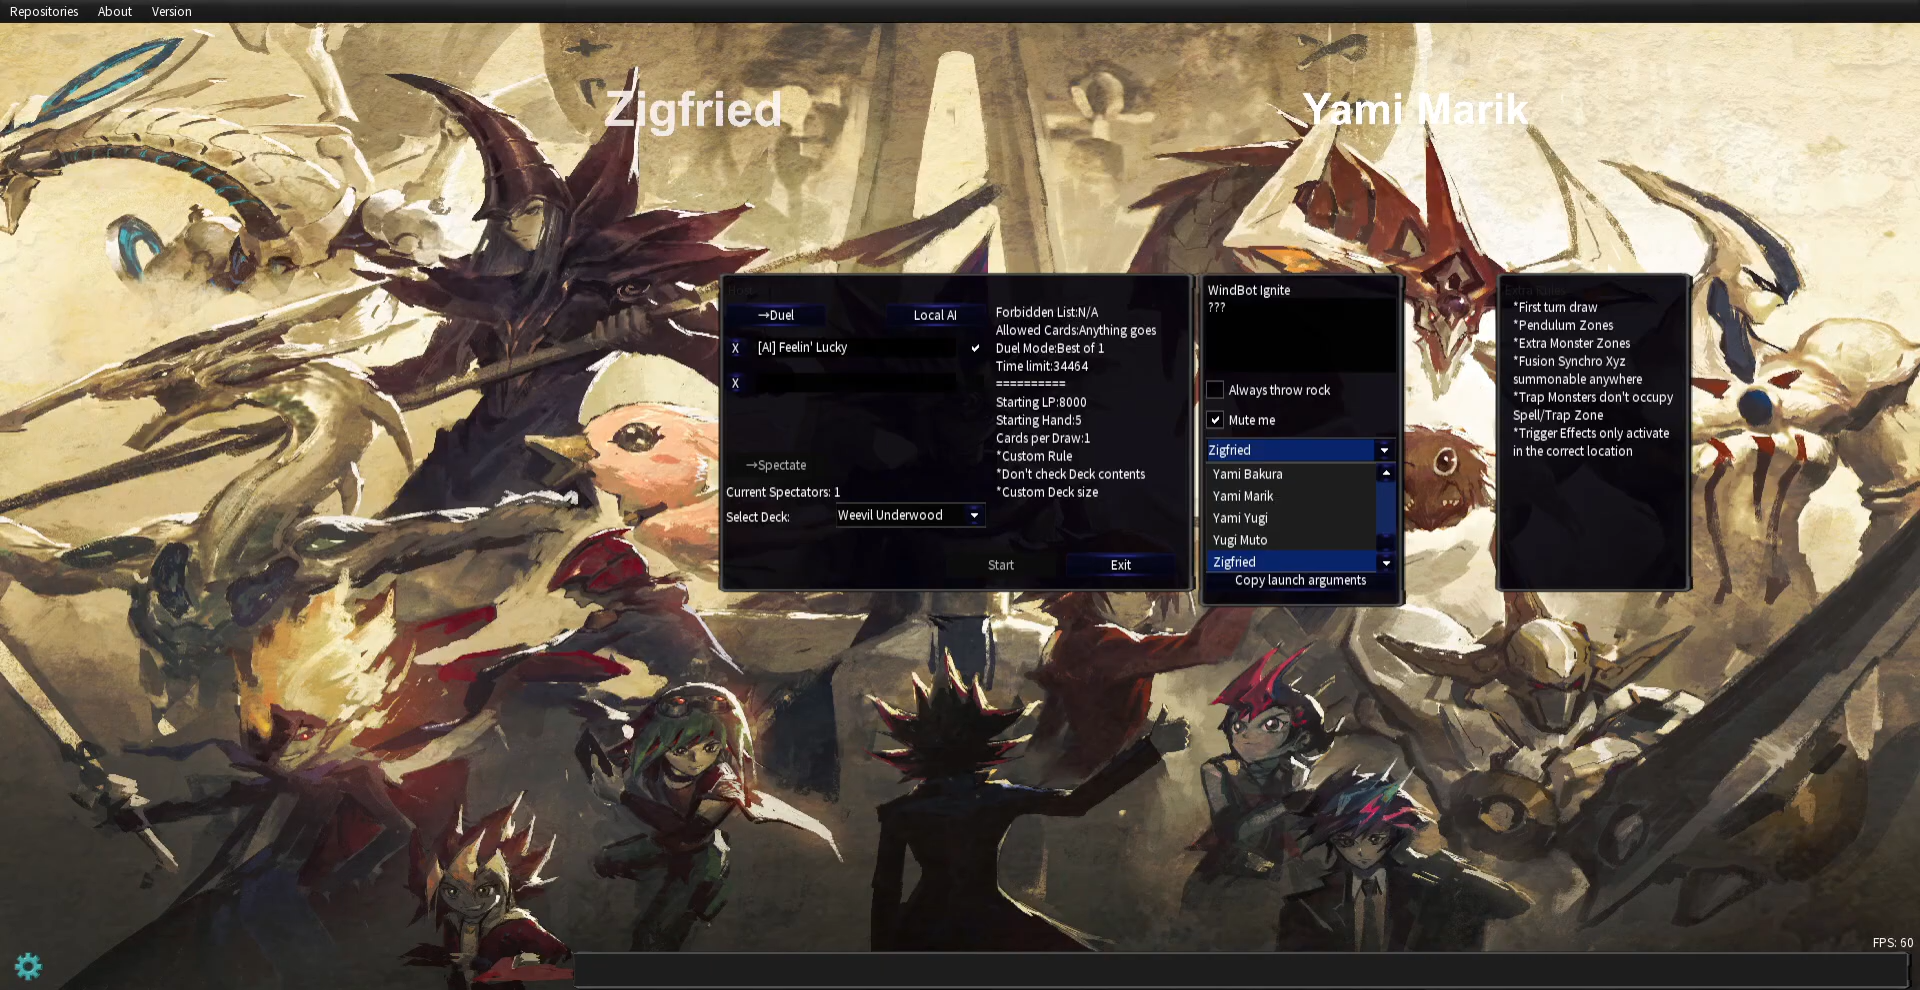 Repositories About Version
Zigfried
Yami Marik
Host
→Duel
Local AI
X [AI] Feelin' Lucky
X
→Spectate
Current Spectators: 1
Select Deck: Weevil Underwood
Start
Exit
Forbidden List:N/A
Allowed Cards:Anything goes
Duel Mode:Best of 1
Time limit:34464
==========
Starting LP:8000
Starting Hand:5
Cards per Draw:1
*Custom Rule
*Don't check Deck contents
*Custom Deck size
WindBot Ignite
???
Always throw rock
Mute me
Zigfried
Yami Bakura
Yami Marik
Yami Yugi
Yugi Muto
Zigfried
Copy launch arguments
Extra Rules
*First turn draw
*Pendulum Zones
*Extra Monster Zones
*Fusion Synchro Xyz
summonable anywhere
*Trap Monsters don't occupy
Spell/Trap Zone
*Trigger Effects only activate
in the correct location
FPS: 60